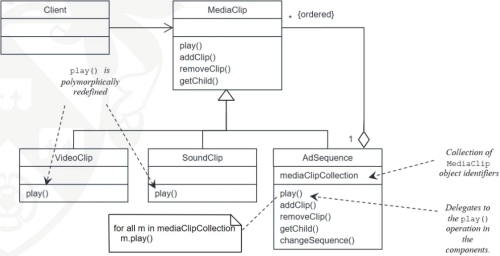 Client
MediaClip
* {ordered}
play()
addClip()
removeClip()
getChild()
play() is
polymorphically
redefined
1
VideoClip
SoundClip
AdSequence
mediaClipCollection
play()
play()
play()
addClip()
removeClip()
getChild()
changeSequence()
Collection of
MediaClip
object identifiers
for all m in mediaClipCollection
m.play()
Delegates to
the play()
operation in
the
components.